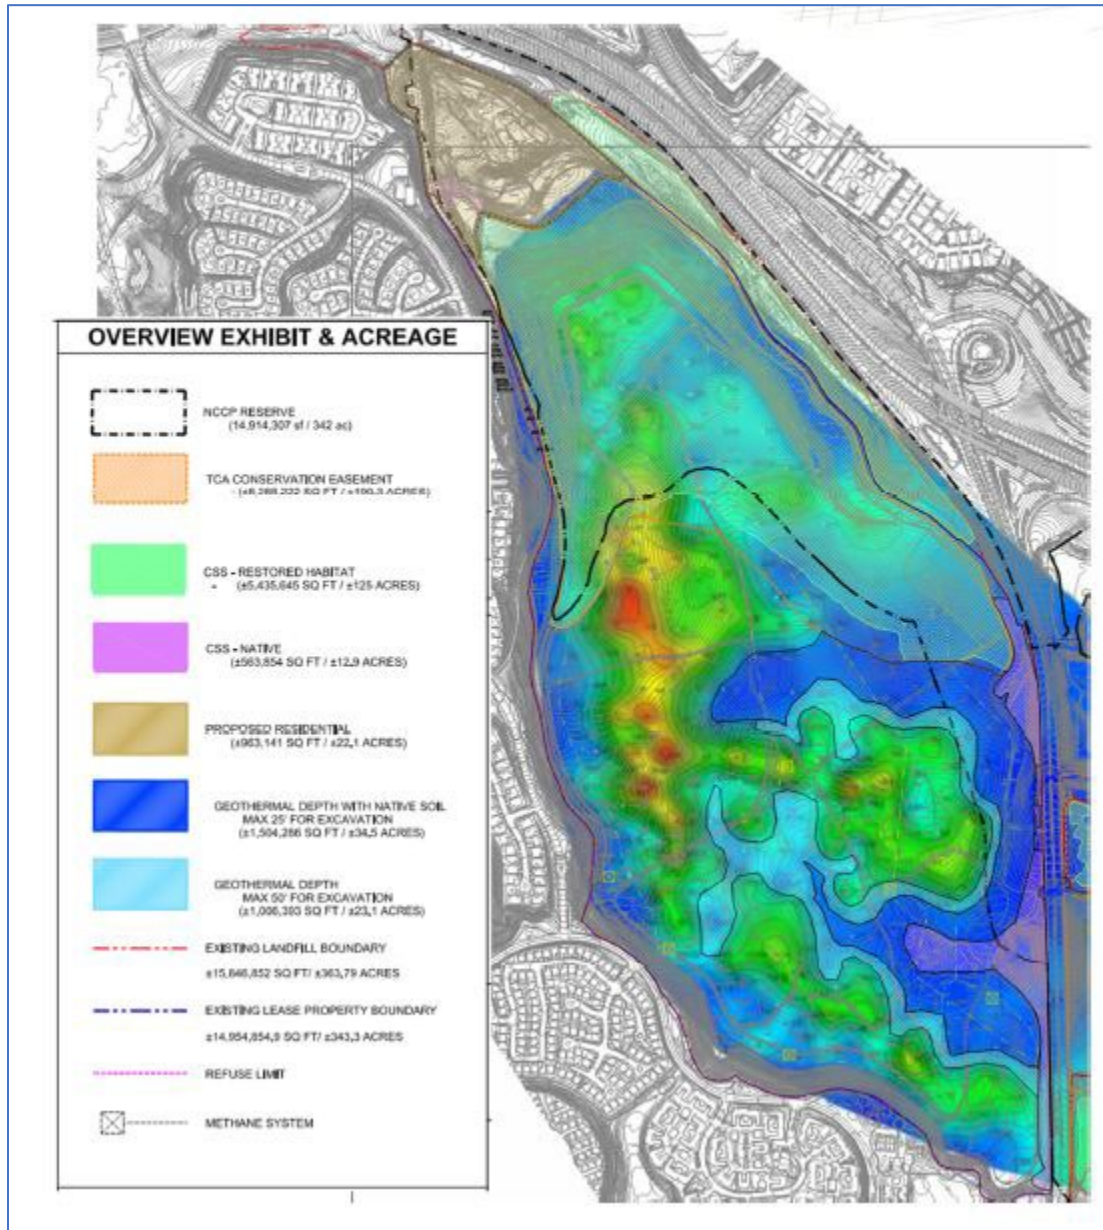 OVERVIEW EXHIBIT & ACREAGE
NCCP RESERVE
(14,914,307 sf / 342 ac)
TCA CONSERVATION EASEMENT
CSS - RESTORED HABITAT
(±5,435,645 SQ FT / ±125 ACRES)
CSS - NATIVE
(±563,854 SQ FT / ±12.9 ACRES)
PROPOSED RESIDENTIAL
(±963,141 SQ FT / ±22.1 ACRES)
GEOTHERMAL DEPTH WITH NATIVE SOIL
MAX 25' FOR EXCAVATION
(±1,504,286 SQ FT / ±34.5 ACRES)
GEOTHERMAL DEPTH
MAX 50' FOR EXCAVATION
(±1,006,303 SQ FT / ±23.1 ACRES)
EXISTING LANDFILL BOUNDARY
±15,846,852 SQ FT/ ±363.79 ACRES
EXISTING LEASE PROPERTY BOUNDARY
±14,954,854.9 SQ FT/ ±343.3 ACRES
REFUSE LIMIT
METHANE SYSTEM